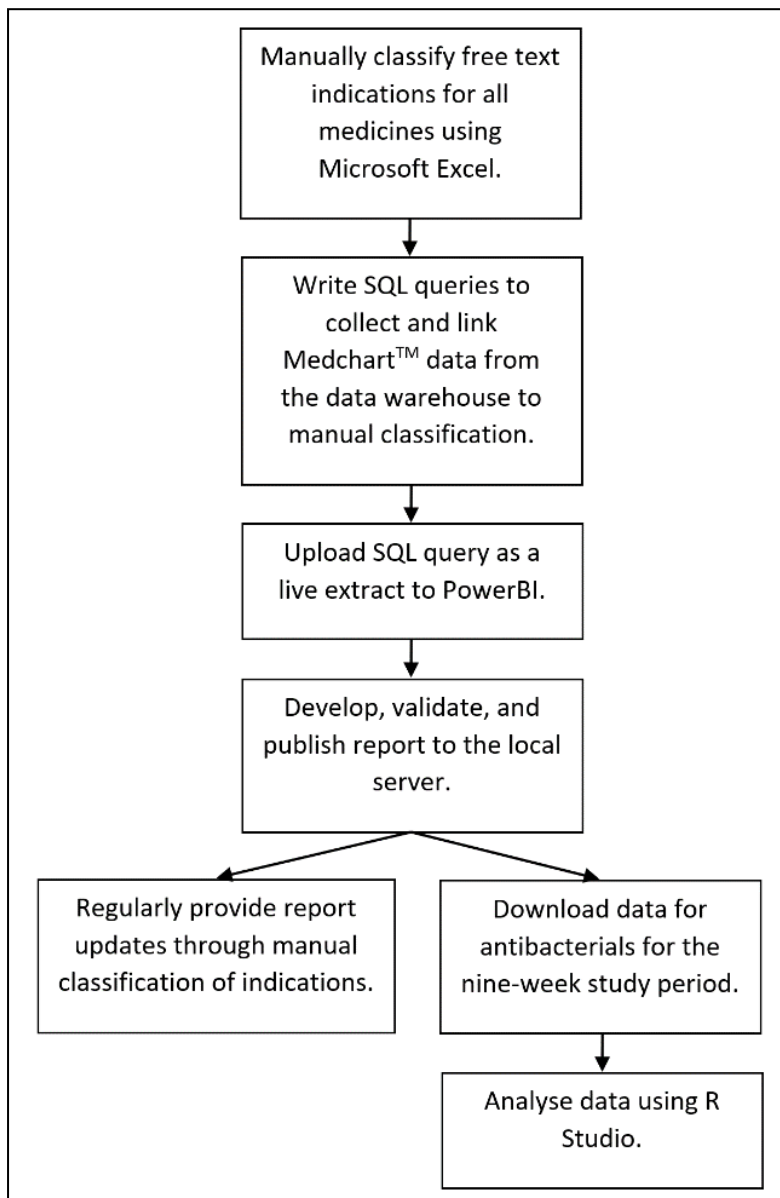 Manually classify free text
indications for all
medicines using
Microsoft Excel.
Write SQL queries to
collect and link
Medchart™ data from
the data warehouse to
manual classification.
Upload SQL query as a
live extract to PowerBI.
Develop, validate, and
publish report to the local
server.
Regularly provide report
updates through manual
classification of indications.
Download data for
antibacterials for the
nine-week study period.
Analyse data using R
Studio.